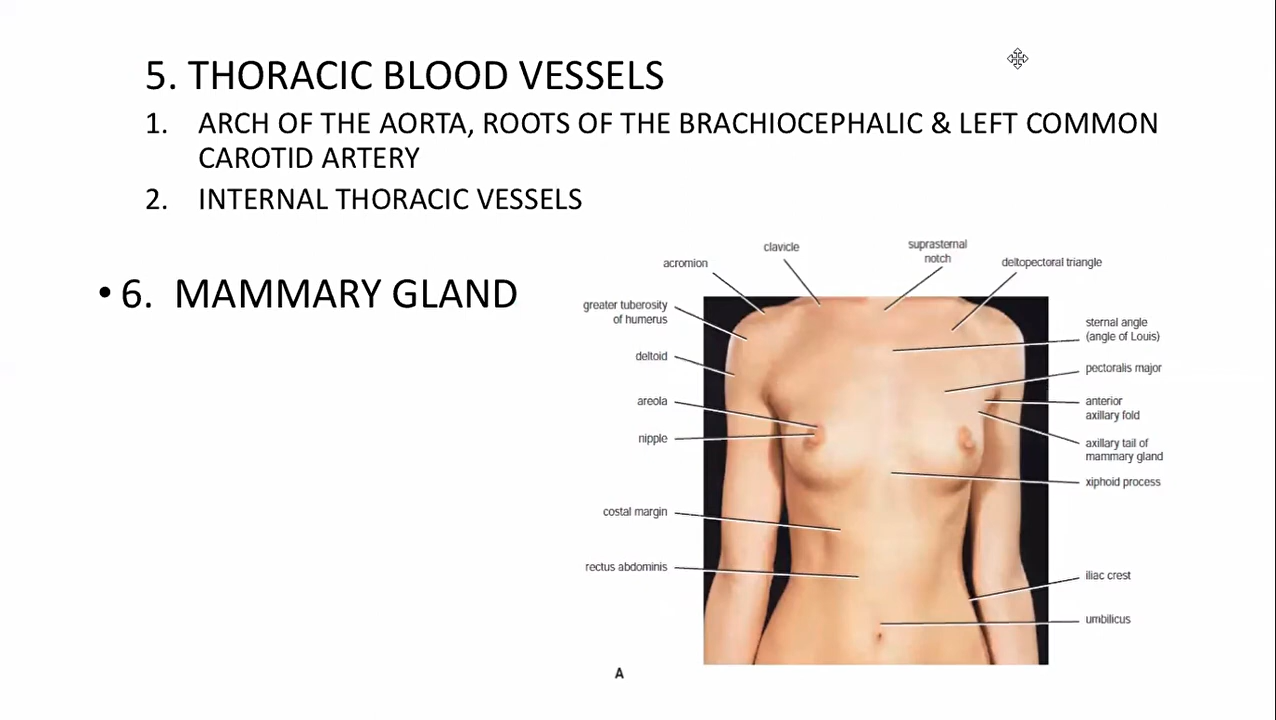 5. THORACIC BLOOD VESSELS
1. ARCH OF THE AORTA, ROOTS OF THE BRACHIOCEPHALIC & LEFT COMMON
CAROTID ARTERY
2. INTERNAL THORACIC VESSELS
• 6. MAMMARY GLAND
clavicle
suprasternal
notch
acromion
deltopectoral triangle
greater tuberosity
of humerus
sternal angle
(angle of Louis)
deltoid
pectoralis major
areola
anterior
axillary fold
nipple
axillary tail of
mammary gland
xiphoid process
costal margin
rectus abdominis
iliac crest
umbilicus
A